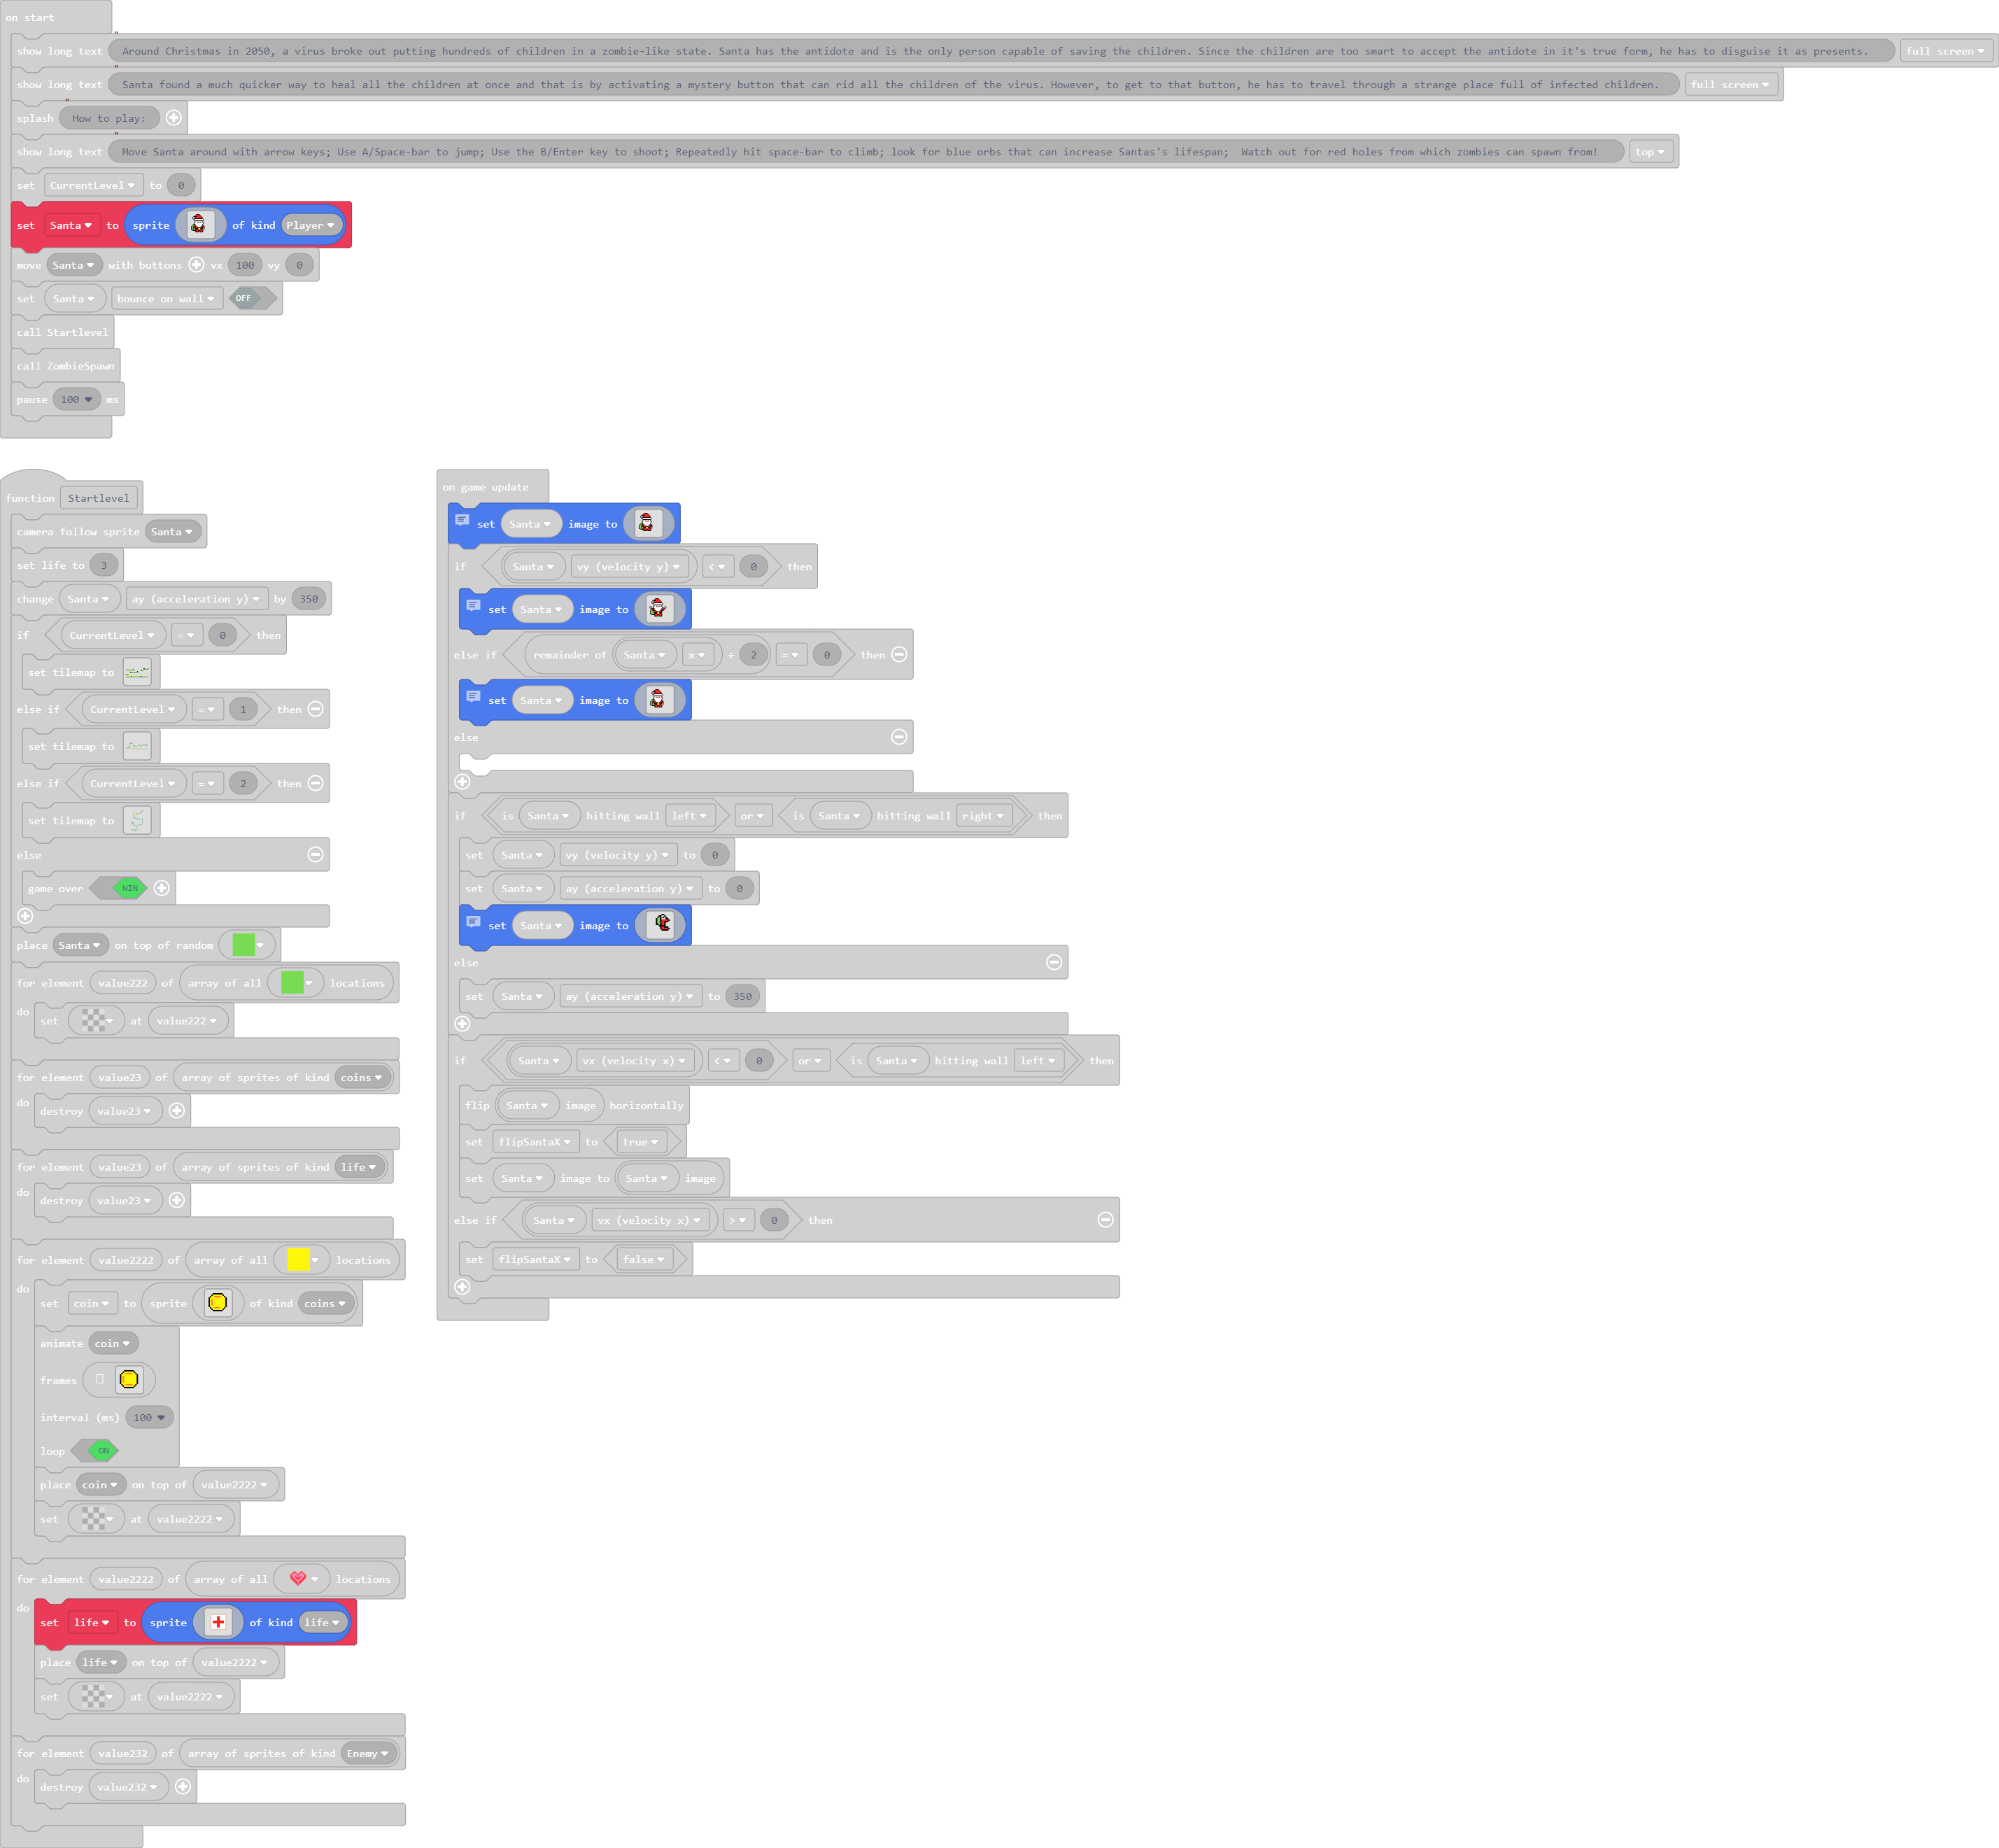 on start
show long text Around Christmas in 2050, a virus broke out putting hundreds of children in a zombie-like state. Santa has the antidote and is the only person capable of saving the children. Since the children are too smart to accept the antidote in it's true form, he has to disguise it as presents. full screen
show long text Santa found a much quicker way to heal all the children at once and that is by activating a mystery button that can rid all the children of the virus. However, to get to that button, he has to travel through a strange place full of infected children. full screen
splash How to play:
show long text Move Santa around with arrow keys; Use A/Space-bar to jump; Use the B/Enter key to shoot; Repeatedly hit space-bar to climb; look for blue orbs that can increase Santas's lifespan; Watch out for red holes from which zombies can spawn from! top
set CurrentLevel to 0
set Santa to sprite of kind Player
move Santa with buttons vx 100 vy 0
set Santa bounce on wall OFF
call Startlevel
call ZombieSpawn
pause 100 ms
function Startlevel
camera follow sprite Santa
set life to 3
change Santa ay (acceleration y) by 350
if CurrentLevel = 0 then
set tilemap to
else if CurrentLevel = 1 then
set tilemap to
else if CurrentLevel = 2 then
set tilemap to
else
game over WIN
place Santa on top of random
for element value222 of array of all locations
do set at value222
for element value23 of array of sprites of kind coins
do destroy value23
for element value23 of array of sprites of kind life
do destroy value23
for element value2222 of array of all locations
do set coin to sprite of kind coins
animate coin
frames
interval (ms) 100
loop ON
place coin on top of value2222
set at value2222
for element value2222 of array of all locations
do set life to sprite of kind life
place life on top of value2222
set at value2222
for element value232 of array of sprites of kind Enemy
do destroy value232
on game update
set Santa image to
if Santa vy (velocity y) < 0 then
set Santa image to
else if remainder of Santa x ÷ 2 = 0 then
set Santa image to
else
if is Santa hitting wall left or is Santa hitting wall right then
set Santa vy (velocity y) to 0
set Santa ay (acceleration y) to 0
set Santa image to
else
set Santa ay (acceleration y) to 350
if Santa vx (velocity x) < 0 or is Santa hitting wall left then
flip Santa image horizontally
set flipSantaX to true
set Santa image to Santa image
else if Santa vx (velocity x) > 0 then
set flipSantaX to false